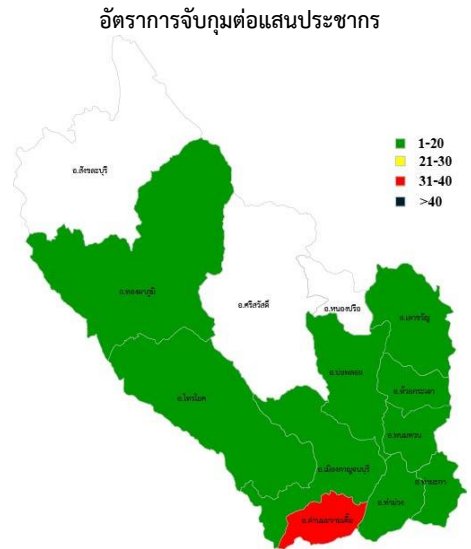 อัตราการจับกุมต่อแสนประชากร
1-20
21-30
31-40
>40
อ.สังขละบุรี
อ.ทองผาภูมิ
อ.ศรีสวัสดิ์
อ.หนองปรือ
อ.เลาขวัญ
อ.บ่อพลอย
อ.ห้วยกระเจา
อ.ไทรโยค
อ.พนมทวน
อ.เมืองกาญจนบุรี
อ.ท่ามะกา
อ.ท่าม่วง
อ.ด่านมะขามเตี้ย